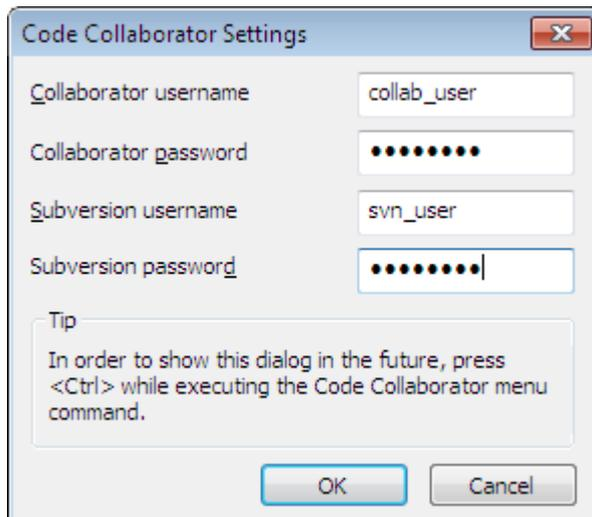 Code Collaborator Settings
Collaborator username collab_user
Collaborator password ••••••••
Subversion username svn_user
Subversion password ••••••••
Tip
In order to show this dialog in the future, press
<Ctrl> while executing the Code Collaborator menu
command.
OK Cancel